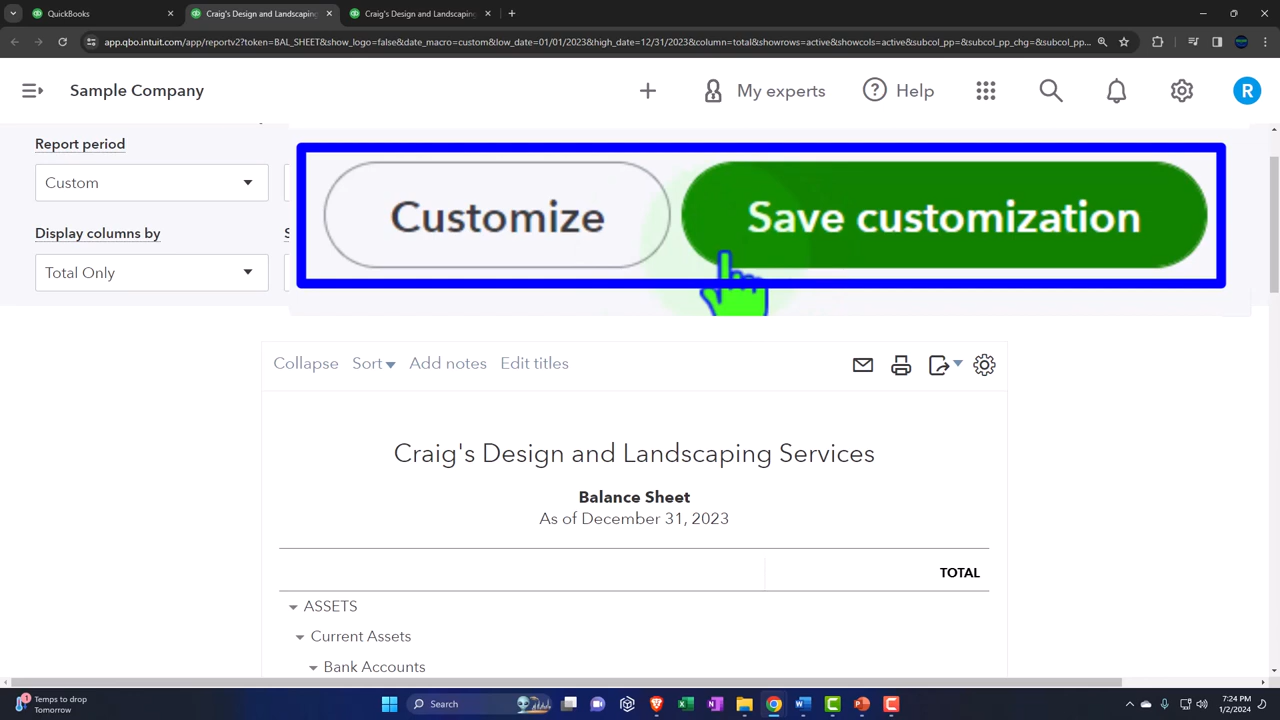 QuickBooks
Craig's Design and Landscaping
Craig's Design and Landscaping
app.qbo.intuit.com/app/reportv2?token=BAL_SHEET&show_logo=false&date_macro=custom&low_date=01/01/2023&high_date=12/31/2023&column=total&showrows=active&showcols=active&subcol_pp_chg=&subcol_pp...
Sample Company
My experts
Help
R
Report period
Custom
Display columns by
Total Only
S
Customize
Save customization
Collapse Sort Add notes Edit titles
Craig's Design and Landscaping Services
Balance Sheet
As of December 31, 2023
TOTAL
ASSETS
Current Assets
Bank Accounts
1
Temps to drop
Tomorrow
Search
7:24 PM
1/2/2024